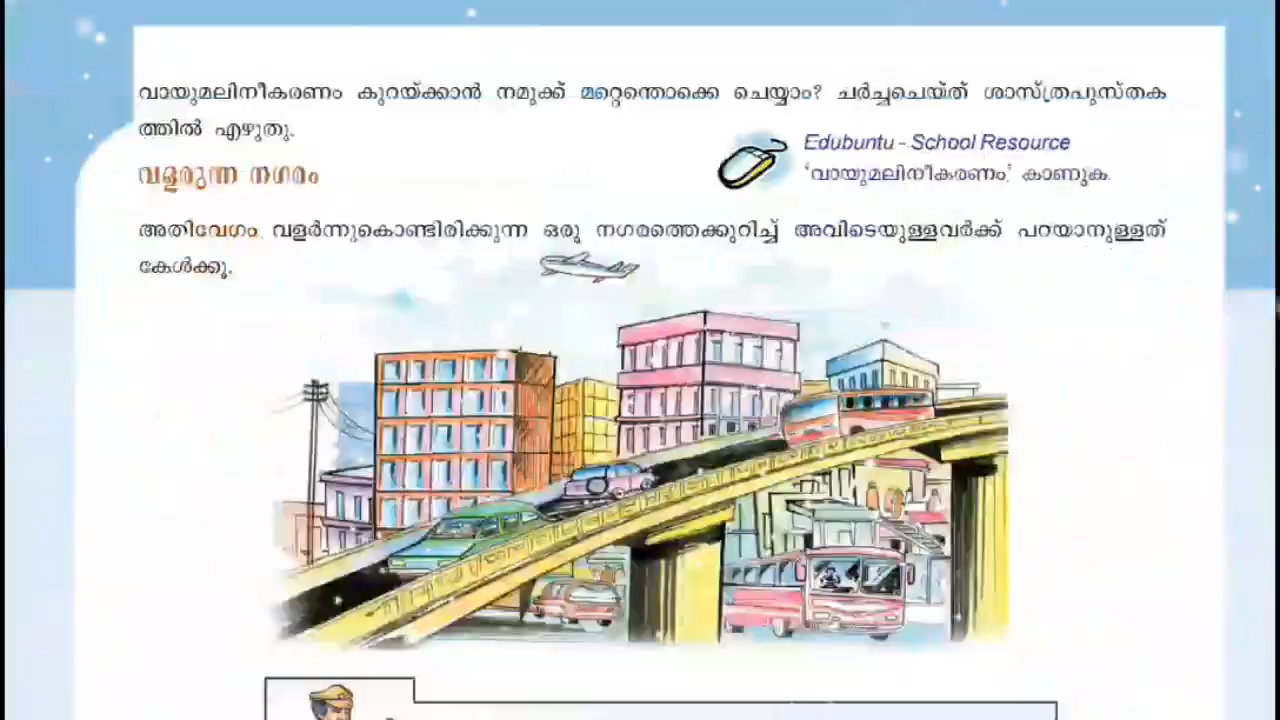 വായുമലിനീകരണം കുറയ്ക്കാൻ നമുക്ക് മറ്റെന്തൊക്കെ ചെയ്യാം? ചർച്ചചെയ്ത് ശാസ്ത്രപുസ്തക
ത്തിൽ എഴുതൂ.
Edubuntu - School Resource
'വായുമലിനീകരണം' കാണുക.
വളരുന്ന നഗരം
അതിവേഗം വളർന്നുകൊണ്ടിരിക്കുന്ന ഒരു നഗരത്തെക്കുറിച്ച് അവിടെയുള്ളവർക്ക് പറയാനുള്ളത്
കേൾക്കൂ.